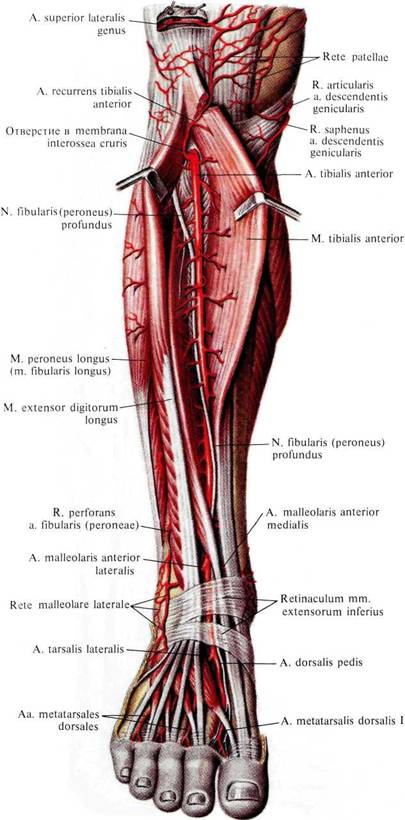 A. superior lateralis
genus
Rete patellae
R. articularis
a. descendentis
genicularis
A. recurrens tibialis
anterior
R. saphenus
a. descendentis
genicularis
Отверстие в membrana
interossea cruris
A. tibialis anterior
N. fibularis (peroneus)
profundus
M. tibialis anterior
M. peroneus longus
(m. fibularis longus)
M. extensor digitorum
longus
N. fibularis (peroneus)
profundus
R. perforans
a. fibularis (peroneae)
A. malleolaris anterior
medialis
A. malleolaris anterior
lateralis
Rete malleolare laterale
Retinaculum mm.
extensorum inferius
A. tarsalis lateralis
A. dorsalis pedis
Aa. metatarsales
dorsales
A. metatarsalis dorsalis I